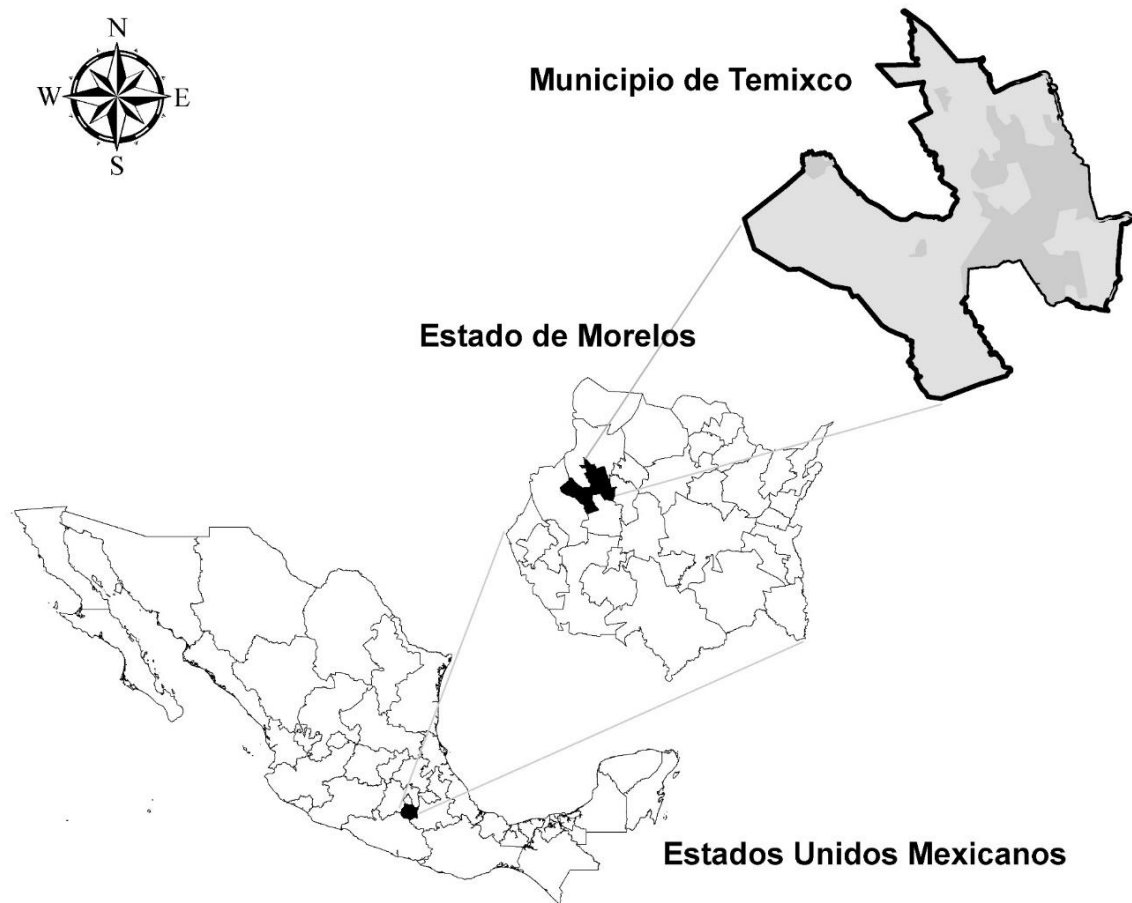 N
W E
S
Municipio de Temixco
Estado de Morelos
Estados Unidos Mexicanos